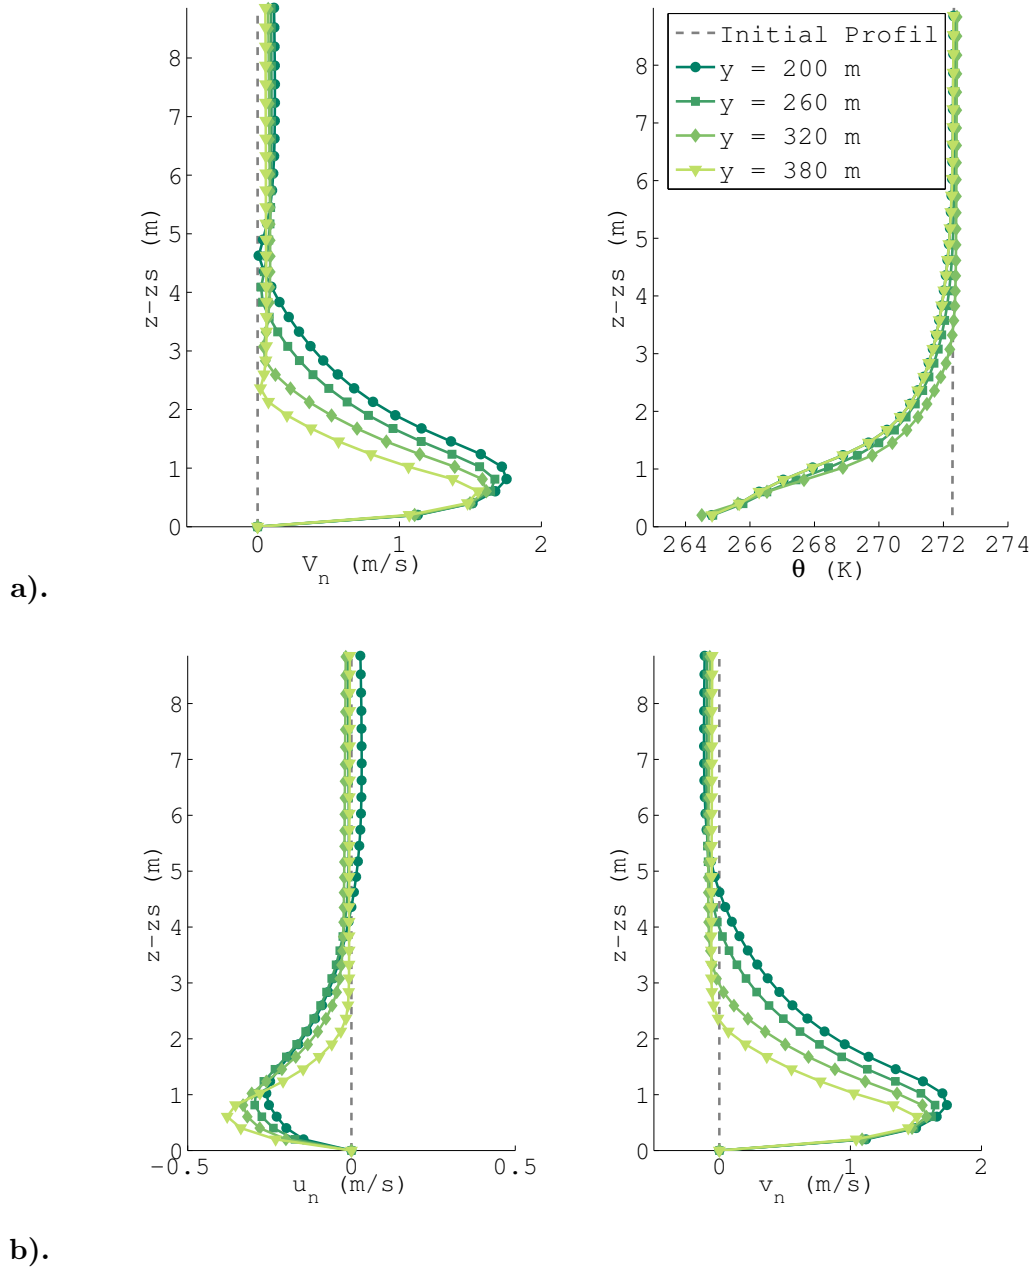 Initial Profil
y = 200 m
y = 260 m
y = 320 m
y = 380 m
8
7
6
5
4
3
2
1
0
z-zs (m)
0 1 2
V_n (m/s)
8
7
6
5
4
3
2
1
0
z-zs (m)
264 266 268 270 272 274
θ (K)
a).
8
7
6
5
4
3
2
1
0
z-zs (m)
-0.5 0 0.5
u_n (m/s)
8
7
6
5
4
3
2
1
0
z-zs (m)
0 1 2
v_n (m/s)
b).